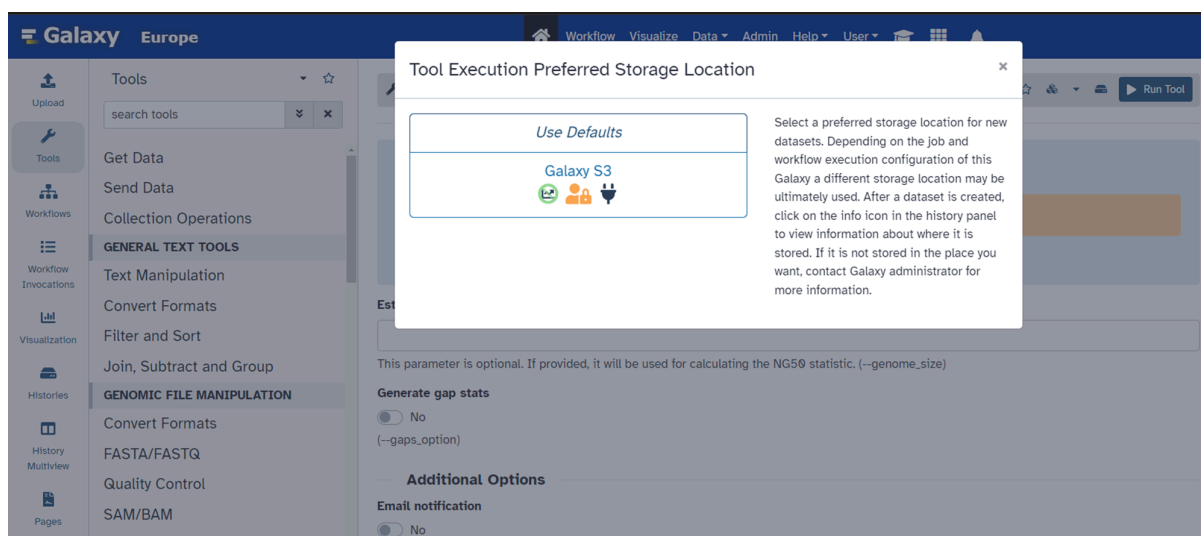 Galaxy Europe
Workflow Visualize Data Admin Help User
Upload
Tools
Workflows
Workflow
Invocations
Visualization
Histories
History
Multiview
Pages
Tools
search tools
Get Data
Send Data
Collection Operations
GENERAL TEXT TOOLS
Text Manipulation
Convert Formats
Filter and Sort
Join, Subtract and Group
GENOMIC FILE MANIPULATION
Convert Formats
FASTA/FASTQ
Quality Control
SAM/BAM
Tool Execution Preferred Storage Location
×
Use Defaults
Galaxy S3
Select a preferred storage location for new
datasets. Depending on the job and
workflow execution configuration of this
Galaxy a different storage location may be
ultimately used. After a dataset is created,
click on the info icon in the history panel
to view information about where it is
stored. If it is not stored in the place you
want, contact Galaxy administrator for
more information.
Run Tool
Est
This parameter is optional. If provided, it will be used for calculating the NG50 statistic. (--genome_size)
Generate gap stats
No
(--gaps_option)
Additional Options
Email notification
No